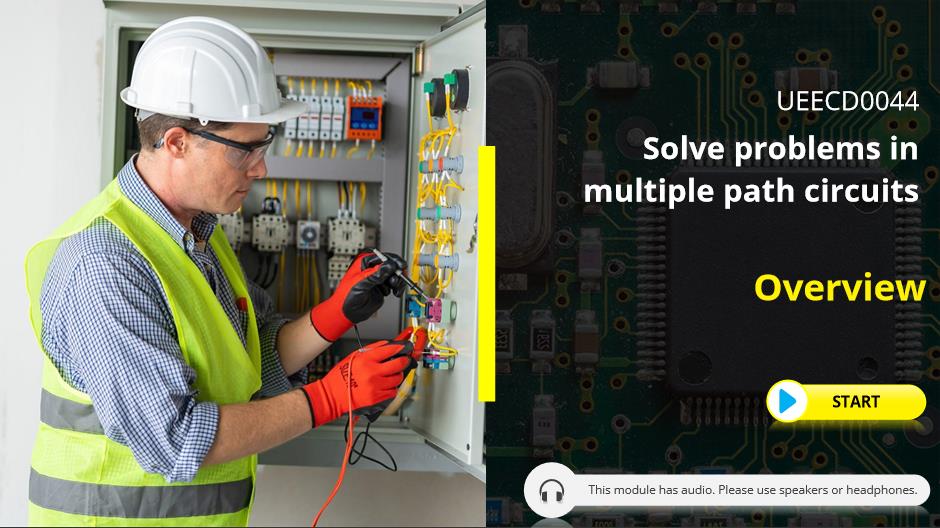 UEECD0044
Solve problems in
multiple path circuits
Overview
START
This module has audio. Please use speakers or headphones.